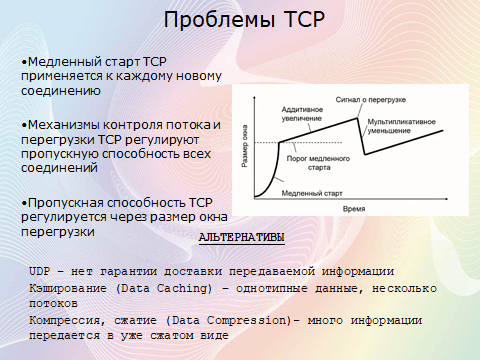 Проблемы TCP
•Медленный старт TCP
применяется к каждому новому
соединению
•Механизмы контроля потока и
перегрузки TCP регулируют
пропускную способность всех
соединений
•Пропускная способность TCP
регулируется через размер окна
перегрузки
Сигнал о перегрузке
Аддитивное
увеличение
Мультипликативное
уменьшение
Порог медленного
старта
Медленный старт
Размер окна
Время
АЛЬТЕРНАТИВЫ
UDP – нет гарантии доставки передаваемой информации
Кэширование (Data Caching) – однотипные данные, несколько
потоков
Компрессия, сжатие (Data Compression)- много информации
передается в уже сжатом виде